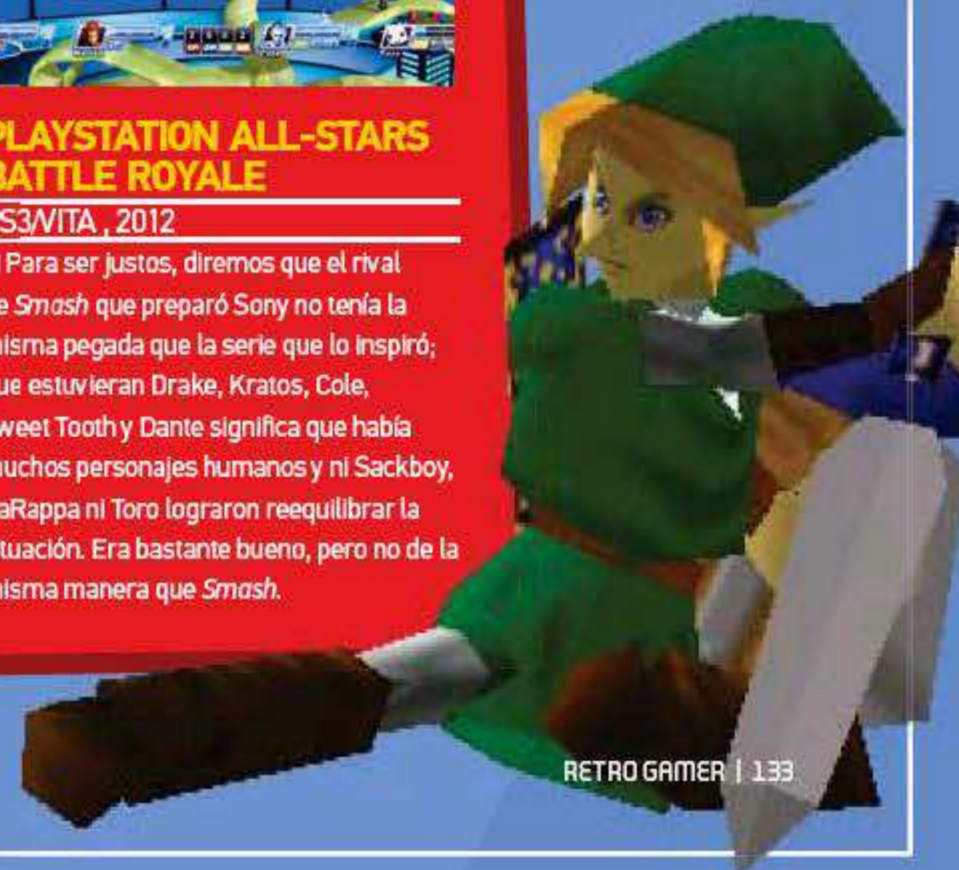 PLAYSTATION ALL-STARS
BATTLE ROYALE
S3/VITA , 2012
Para ser justos, diremos que el rival
e Smash que preparó Sony no tenía la
misma pegada que la serie que lo inspiró;
ue estuvieran Drake, Kratos, Cole,
weet Tooth y Dante significa que había
muchos personajes humanos y ni Sackboy,
aRappa ni Toro lograron reequilibrar la
tuación. Era bastante bueno, pero no de la
misma manera que Smash.
RETRO GAMER | 133